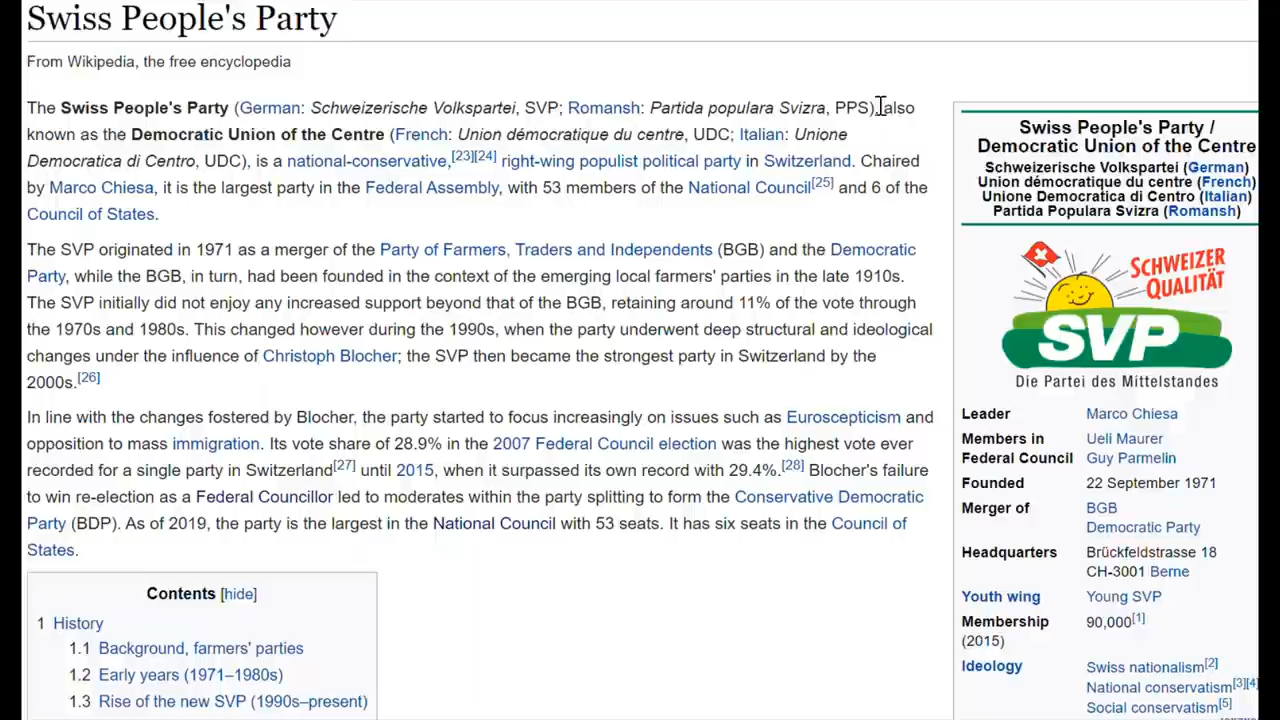 Swiss People's Party
From Wikipedia, the free encyclopedia
The Swiss People's Party (German: Schweizerische Volkspartei, SVP; Romansh: Partida populara Svizra, PPS), also
known as the Democratic Union of the Centre (French: Union démocratique du centre, UDC; Italian: Unione
Democratica di Centro, UDC), is a national-conservative,[23][24] right-wing populist political party in Switzerland. Chaired
by Marco Chiesa, it is the largest party in the Federal Assembly, with 53 members of the National Council[25] and 6 of the
Council of States.
The SVP originated in 1971 as a merger of the Party of Farmers, Traders and Independents (BGB) and the Democratic
Party, while the BGB, in turn, had been founded in the context of the emerging local farmers' parties in the late 1910s.
The SVP initially did not enjoy any increased support beyond that of the BGB, retaining around 11% of the vote through
the 1970s and 1980s. This changed however during the 1990s, when the party underwent deep structural and ideological
changes under the influence of Christoph Blocher; the SVP then became the strongest party in Switzerland by the
2000s.[26]
In line with the changes fostered by Blocher, the party started to focus increasingly on issues such as Euroscepticism and
opposition to mass immigration. Its vote share of 28.9% in the 2007 Federal Council election was the highest vote ever
recorded for a single party in Switzerland[27] until 2015, when it surpassed its own record with 29.4%.[28] Blocher's failure
to win re-election as a Federal Councillor led to moderates within the party splitting to form the Conservative Democratic
Party (BDP). As of 2019, the party is the largest in the National Council with 53 seats. It has six seats in the Council of
States.
Contents [hide]
1 History
1.1 Background, farmers' parties
1.2 Early years (1971–1980s)
1.3 Rise of the new SVP (1990s–present)
Swiss People's Party /
Democratic Union of the Centre
Schweizerische Volkspartei (German)
Union démocratique du centre (French)
Unione Democratica di Centro (Italian)
Partida Populara Svizra (Romansh)
SCHWEIZER
QUALITÄT
SVP
Die Partei des Mittelstandes
Leader Marco Chiesa
Members in Ueli Maurer
Federal Council Guy Parmelin
Founded 22 September 1971
Merger of BGB
Democratic Party
Headquarters Brückfeldstrasse 18
CH-3001 Berne
Youth wing Young SVP
Membership 90,000[1]
(2015)
Ideology Swiss nationalism[2]
National conservatism[3][4]
Social conservatism[5]